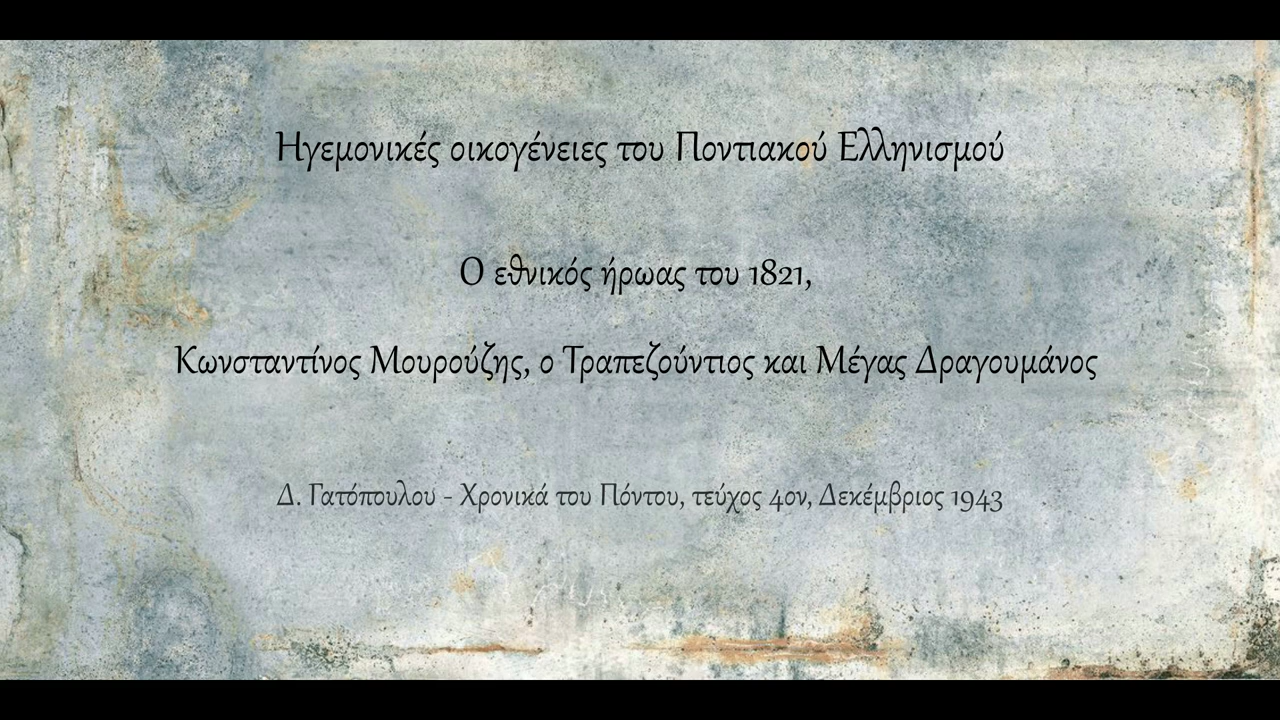 Ηγεμονικές οικογένειες του Ποντιακού Ελληνισμού
Ο εθνικός ήρωας του 1821,
Κωνσταντίνος Μουρούζης, ο Τραπεζούντιος και Μέγας Δραγουμάνος
Δ. Γατόπουλου - Χρονικά του Πόντου, τεύχος 4ον, Δεκέμβριος 1943